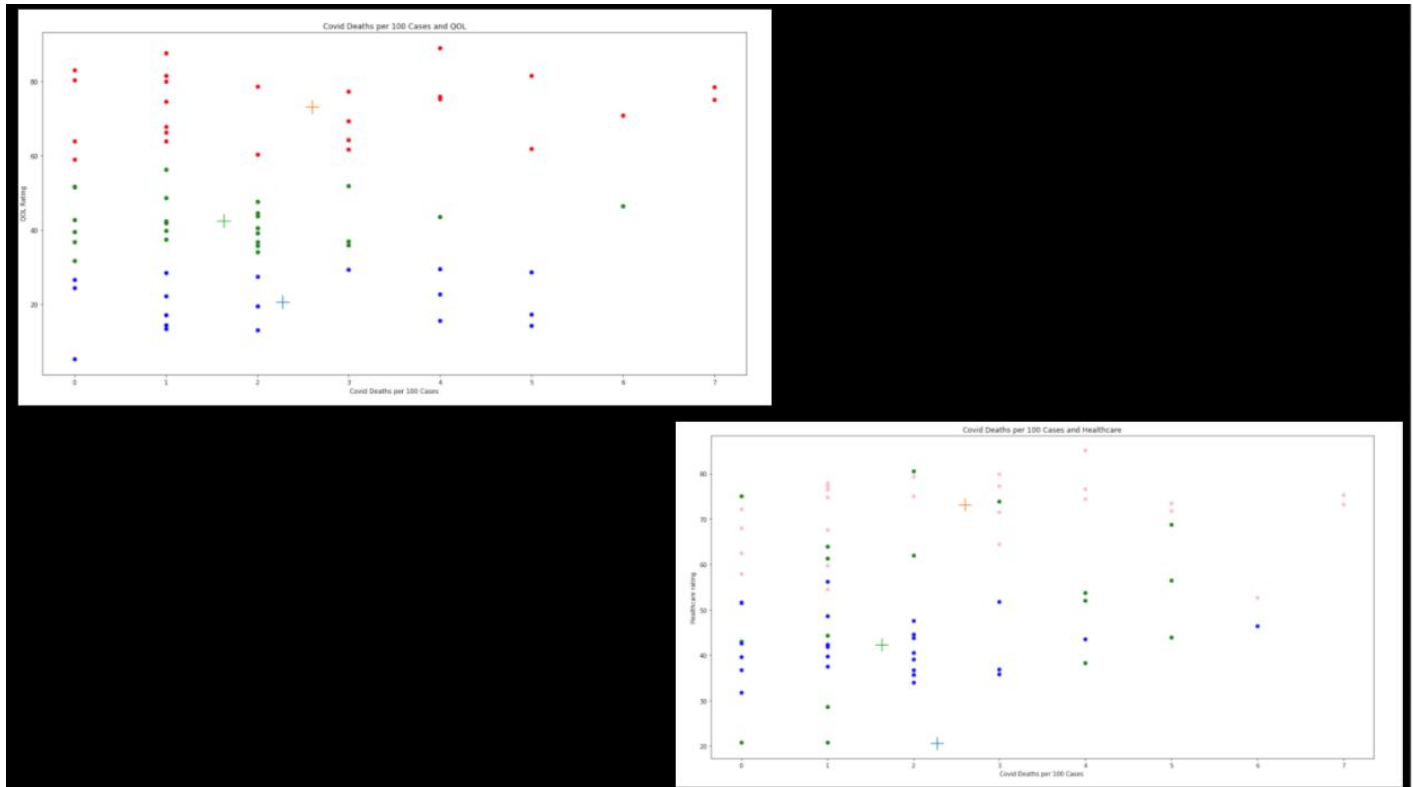 Covid Deaths per 100 Cases and QOL
80
60
40
20
QOL Rating
0 1 2 3 4 5 6 7
Covid Deaths per 100 Cases
Covid Deaths per 100 Cases and Healthcare
80
70
60
50
40
30
20
Healthcare rating
0 1 2 3 4 5 6 7
Covid Deaths per 100 Cases